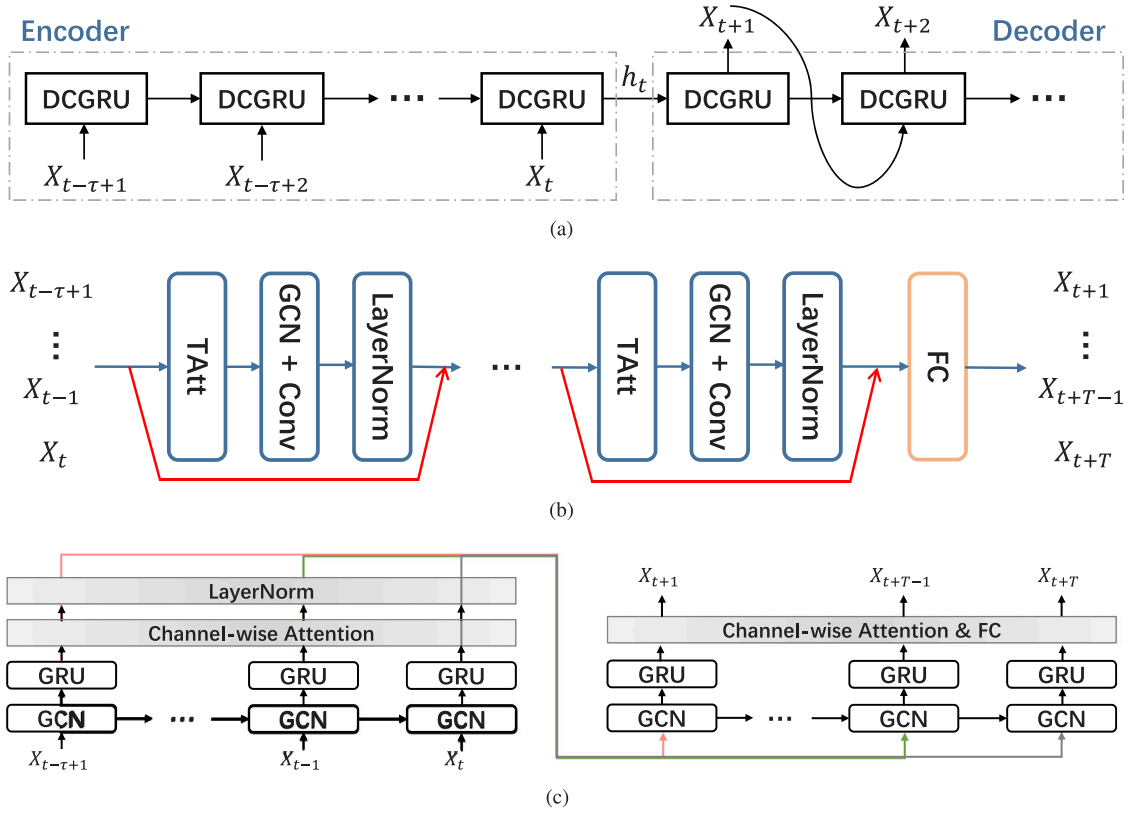 Encoder
Decoder
X_{t+1}
X_{t+2}
DCGRU
DCGRU
...
DCGRU
h_t
DCGRU
DCGRU
...
X_{t-τ+1}
X_{t-τ+2}
X_t
(a)
X_{t-τ+1}
...
X_{t-1}
X_t
TAtt
GCN + Conv
LayerNorm
...
TAtt
GCN + Conv
LayerNorm
FC
X_{t+1}
...
X_{t+T-1}
X_{t+T}
(b)
LayerNorm
Channel-wise Attention
GRU
GRU
GRU
GCN
...
GCN
GCN
X_{t-τ+1}
X_{t-1}
X_t
X_{t+1}
X_{t+T-1}
X_{t+T}
Channel-wise Attention & FC
GRU
GRU
GRU
GCN
...
GCN
GCN
(c)